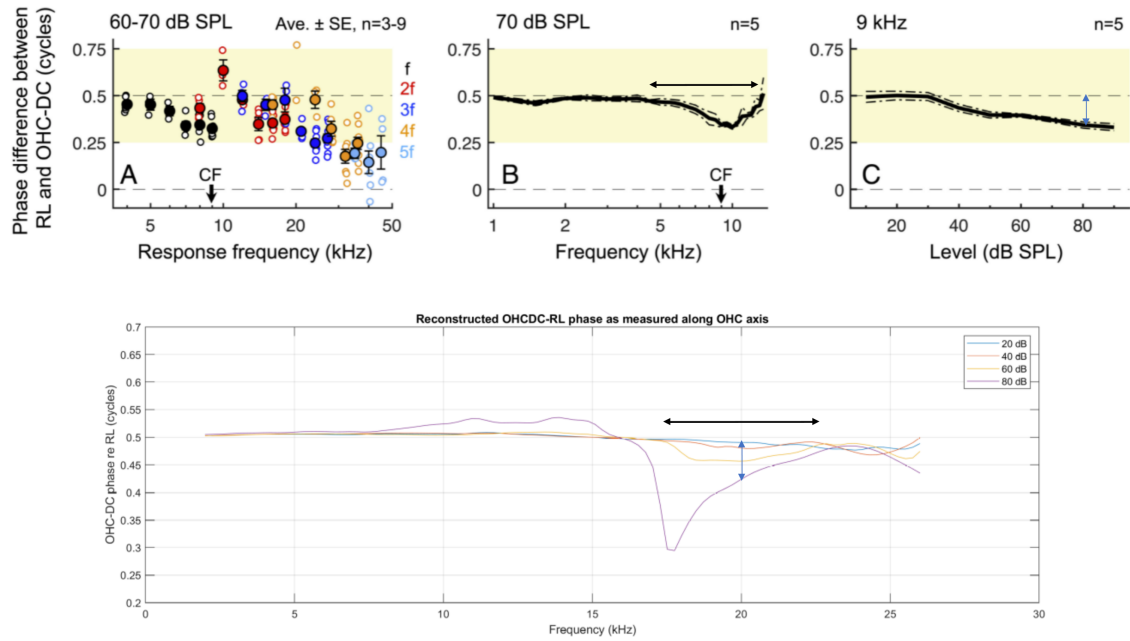 60-70 dB SPL
Ave. ± SE, n=3-9
70 dB SPL
n=5
9 kHz
n=5
Phase difference between
RL and OHC-DC (cycles)
0.75
0.5
0.25
0
f
2f
3f
4f
5f
A
CF
5
10
50
Response frequency (kHz)
0.75
0.5
0.25
0
B
CF
1
2
5
10
Frequency (kHz)
0.75
0.5
0.25
0
C
20
40
60
80
Level (dB SPL)
Reconstructed OHCDC-RL phase as measured along OHC axis
OHC-DC phase re RL (cycles)
0.7
0.65
0.6
0.55
0.5
0.45
0.4
0.35
0.3
0.25
0.2
20 dB
40 dB
60 dB
80 dB
0
5
10
15
20
25
30
Frequency (kHz)